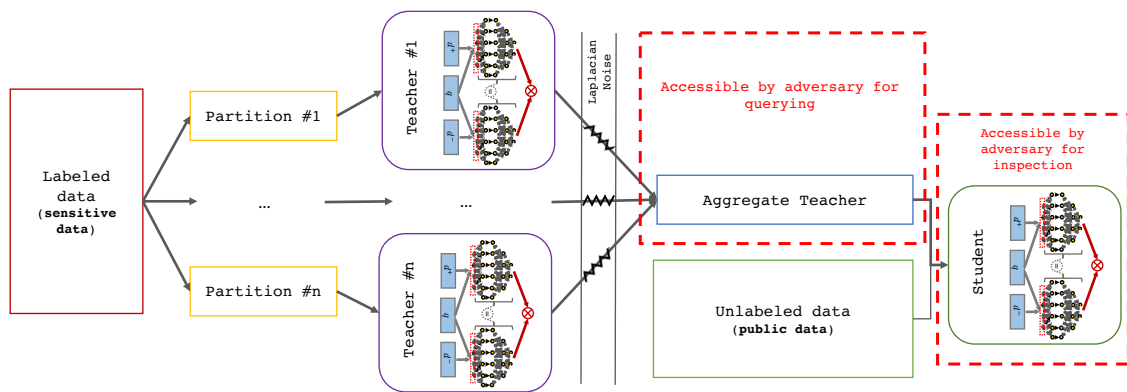 Labeled
data
(sensitive
data)
Partition #1
...
Partition #n
Teacher #1
p+
b
p−
...
Teacher #n
p+
b
p−
Laplacian
Noise
Accessible by adversary for
querying
Aggregate Teacher
Unlabeled data
(public data)
Accessible by
adversary for
inspection
Student
p+
b
p−